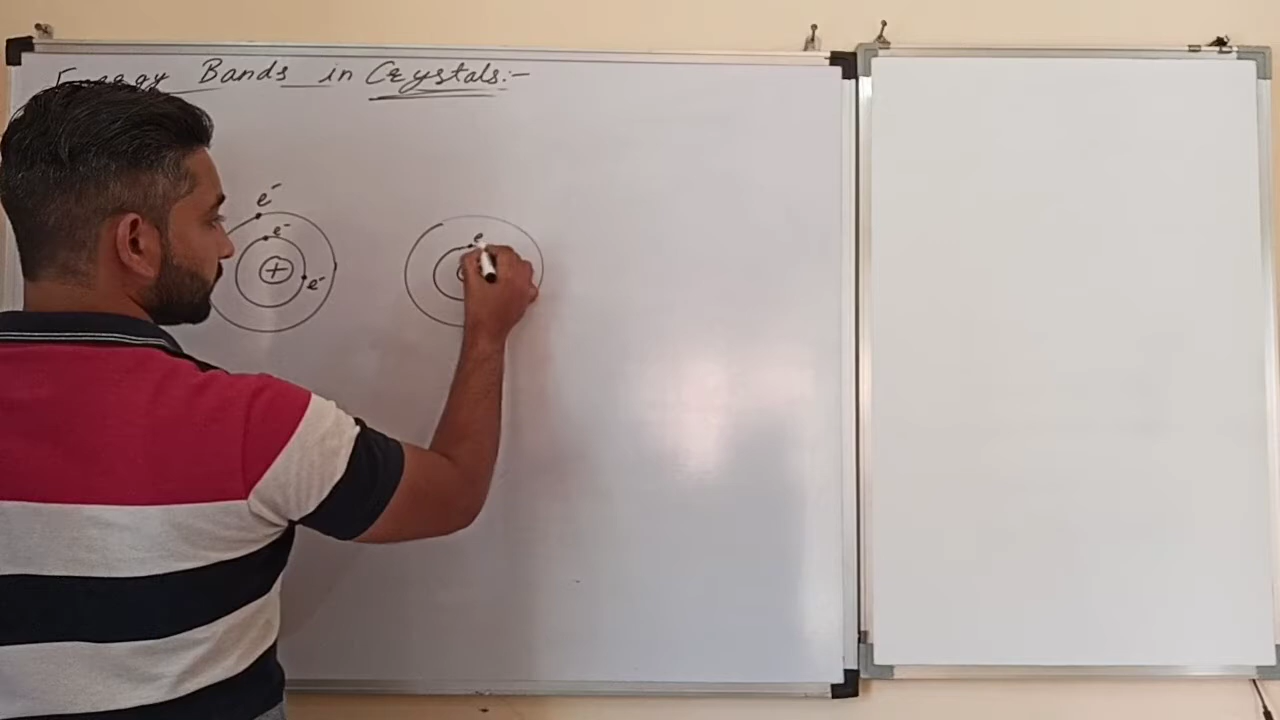 Energy Bands in Crystals:-
e⁻
e⁻ e
+
e⁻